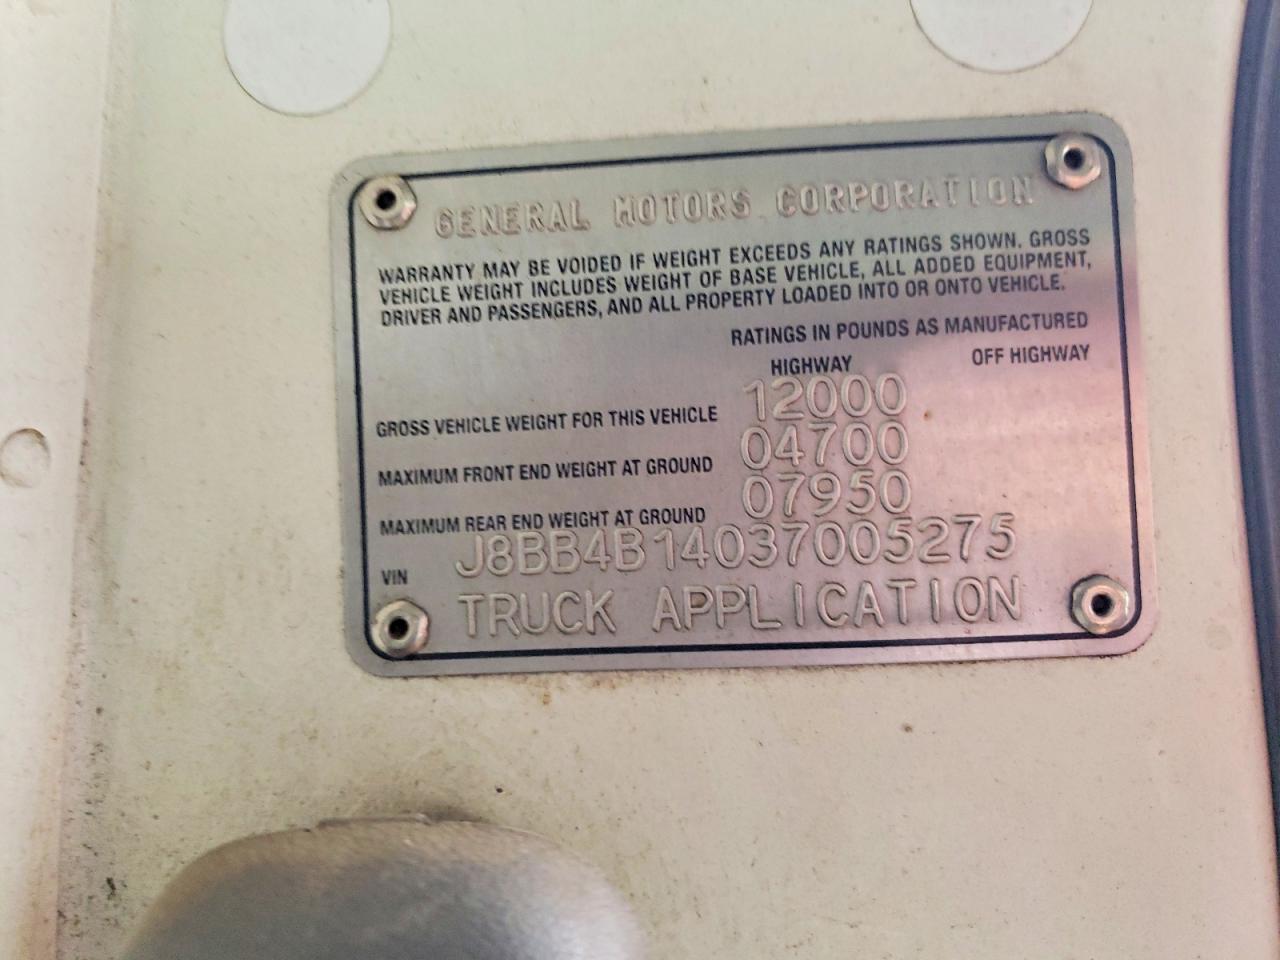 GENERAL MOTORS CORPORATION
WARRANTY MAY BE VOIDED IF WEIGHT EXCEEDS ANY RATINGS SHOWN. GROSS
VEHICLE WEIGHT INCLUDES WEIGHT OF BASE VEHICLE, ALL ADDED EQUIPMENT,
DRIVER AND PASSENGERS, AND ALL PROPERTY LOADED INTO OR ONTO VEHICLE.
RATINGS IN POUNDS AS MANUFACTURED
HIGHWAY OFF HIGHWAY
GROSS VEHICLE WEIGHT FOR THIS VEHICLE 12000
MAXIMUM FRONT END WEIGHT AT GROUND 04700
MAXIMUM REAR END WEIGHT AT GROUND 07950
VIN J8BB4B14037005275
TRUCK APPLICATION